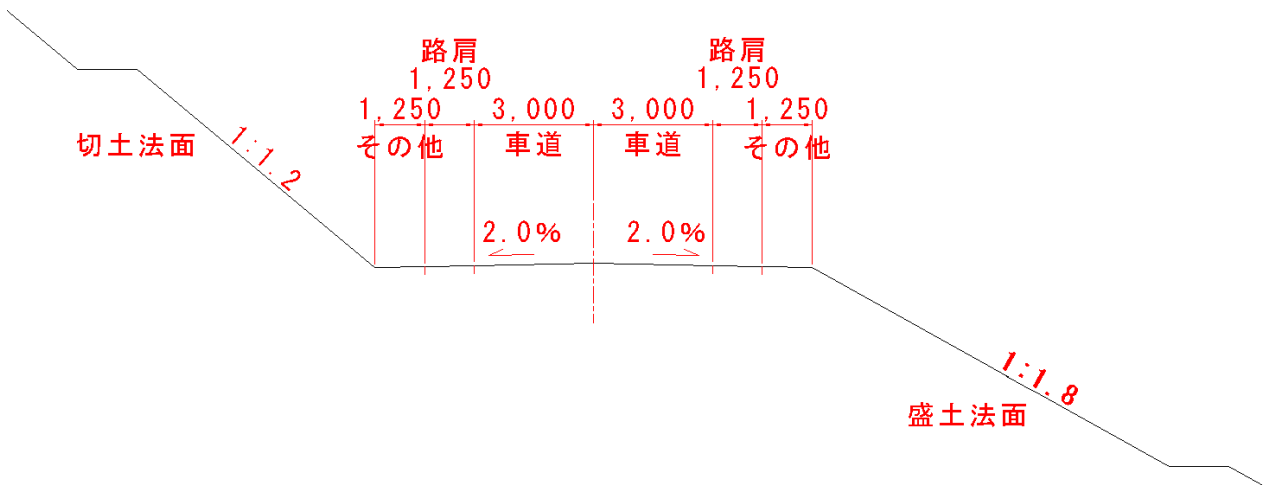 路肩
路肩
1,250
1,250
1,250
3,000
3,000
1,250
その他
車道
車道
その他
切土法面
1:1.2
2.0%
2.0%
1:1.8
盛土法面